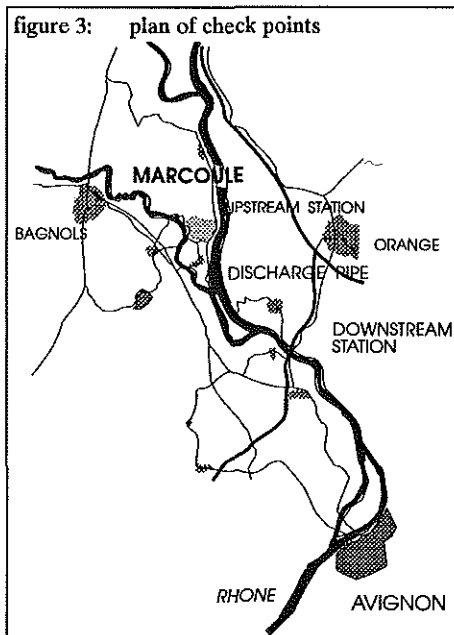 figure 3: plan of check points
MARCOULE
UPSTREAM STATION
BAGNOLS
ORANGE
DISCHARGE PIPE
DOWNSTREAM
STATION
RHONE
AVIGNON